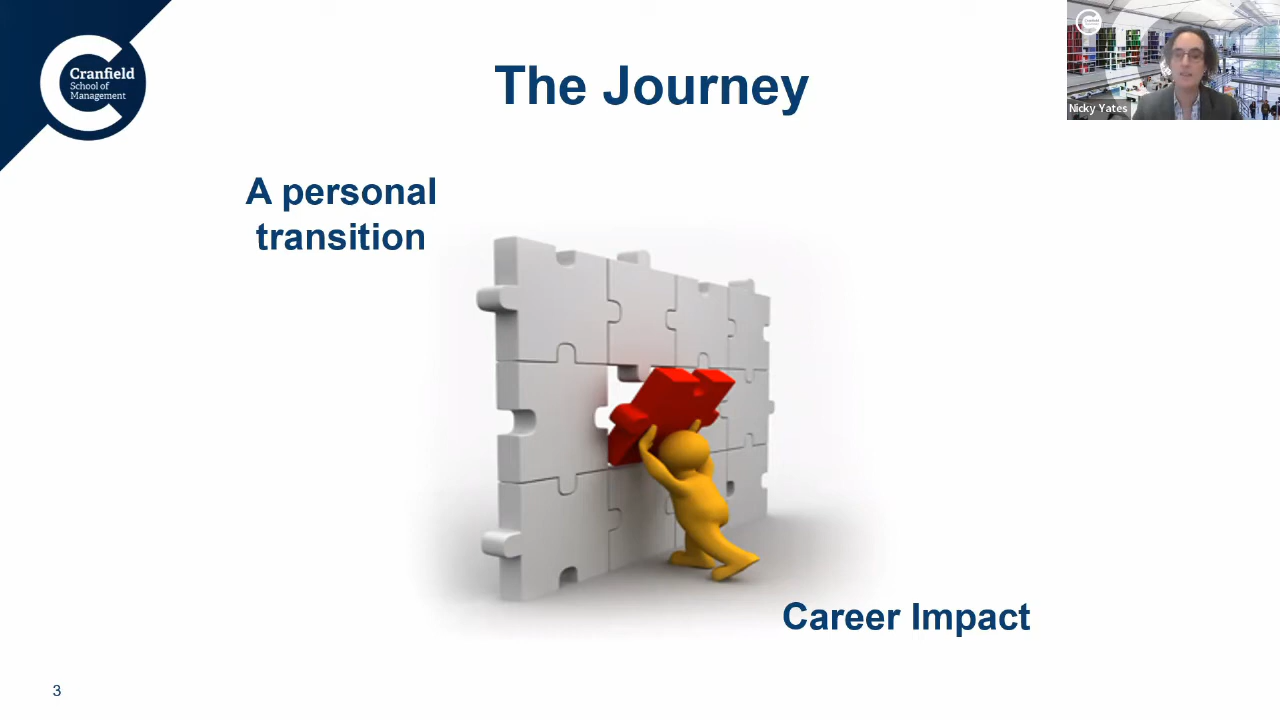 Cranfield
School of
Management
The Journey
Nicky Yates
A personal
transition
Career Impact
3